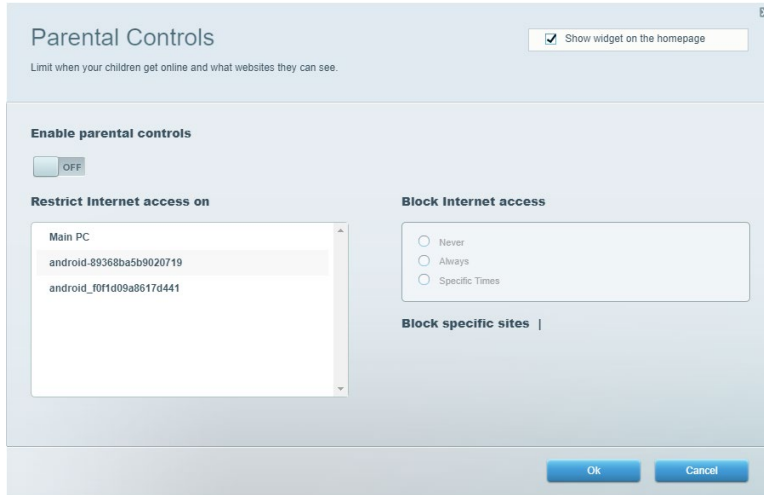 Parental Controls
Show widget on the homepage
Limit when your children get online and what websites they can see.
Enable parental controls
OFF
Restrict Internet access on
Main PC
android-89368ba5b9020719
android_f0f1d09a8617d441
Block Internet access
Never
Always
Specific Times
Block specific sites |
Ok
Cancel